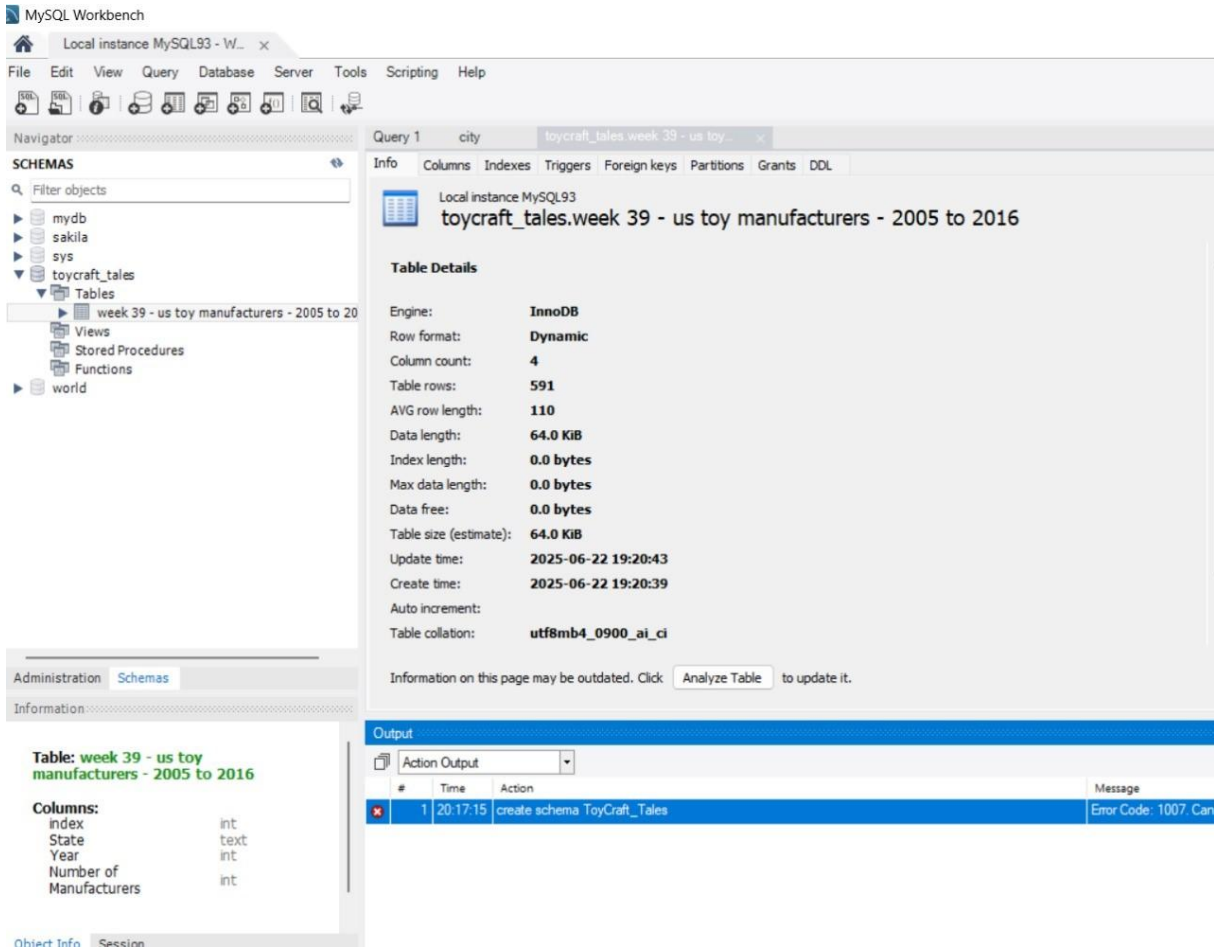 MySQL Workbench
Local instance MySQL93 - W...
File Edit View Query Database Server Tools Scripting Help
Navigator
SCHEMAS
Filter objects
mydb
sakila
sys
toycraft_tales
Tables
week 39 - us toy manufacturers - 2005 to 20
Views
Stored Procedures
Functions
world
Administration Schemas
Information
Table: week 39 - us toy
manufacturers - 2005 to 2016
Columns:
index int
State text
Year int
Number of
Manufacturers int
Object Info Session
Query 1 city toycraft_tales.week 39 - us toy...
Info Columns Indexes Triggers Foreign keys Partitions Grants DDL
Local instance MySQL93
toycraft_tales.week 39 - us toy manufacturers - 2005 to 2016
Table Details
Engine: InnoDB
Row format: Dynamic
Column count: 4
Table rows: 591
AVG row length: 110
Data length: 64.0 KiB
Index length: 0.0 bytes
Max data length: 0.0 bytes
Data free: 0.0 bytes
Table size (estimate): 64.0 KiB
Update time: 2025-06-22 19:20:43
Create time: 2025-06-22 19:20:39
Auto increment:
Table collation: utf8mb4_0900_ai_ci
Information on this page may be outdated. Click Analyze Table to update it.
Output
Action Output
# Time Action Message
1 20:17:15 create schema ToyCraft_Tales Error Code: 1007. Can